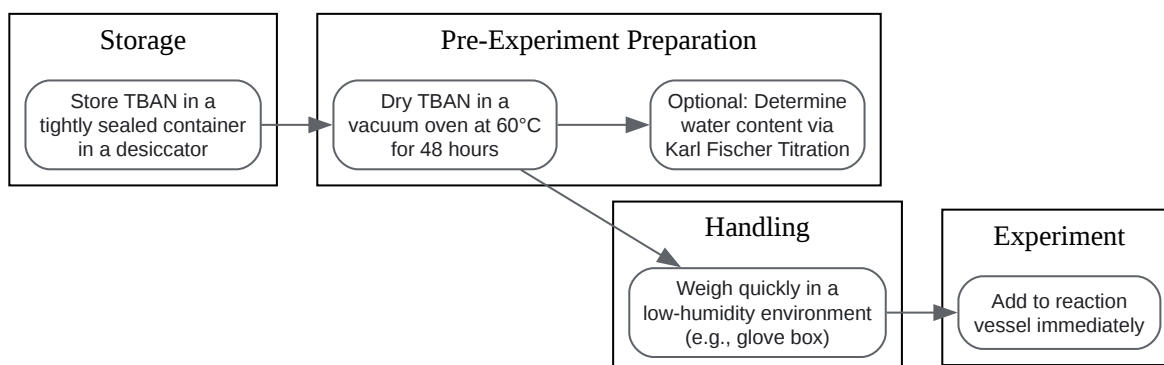 Storage
Store TBAN in a
tightly sealed container
in a desiccator
Pre-Experiment Preparation
Dry TBAN in a
vacuum oven at 60°C
for 48 hours
Optional: Determine
water content via
Karl Fischer Titration
Handling
Weigh quickly in a
low-humidity environment
(e.g., glove box)
Experiment
Add to reaction
vessel immediately